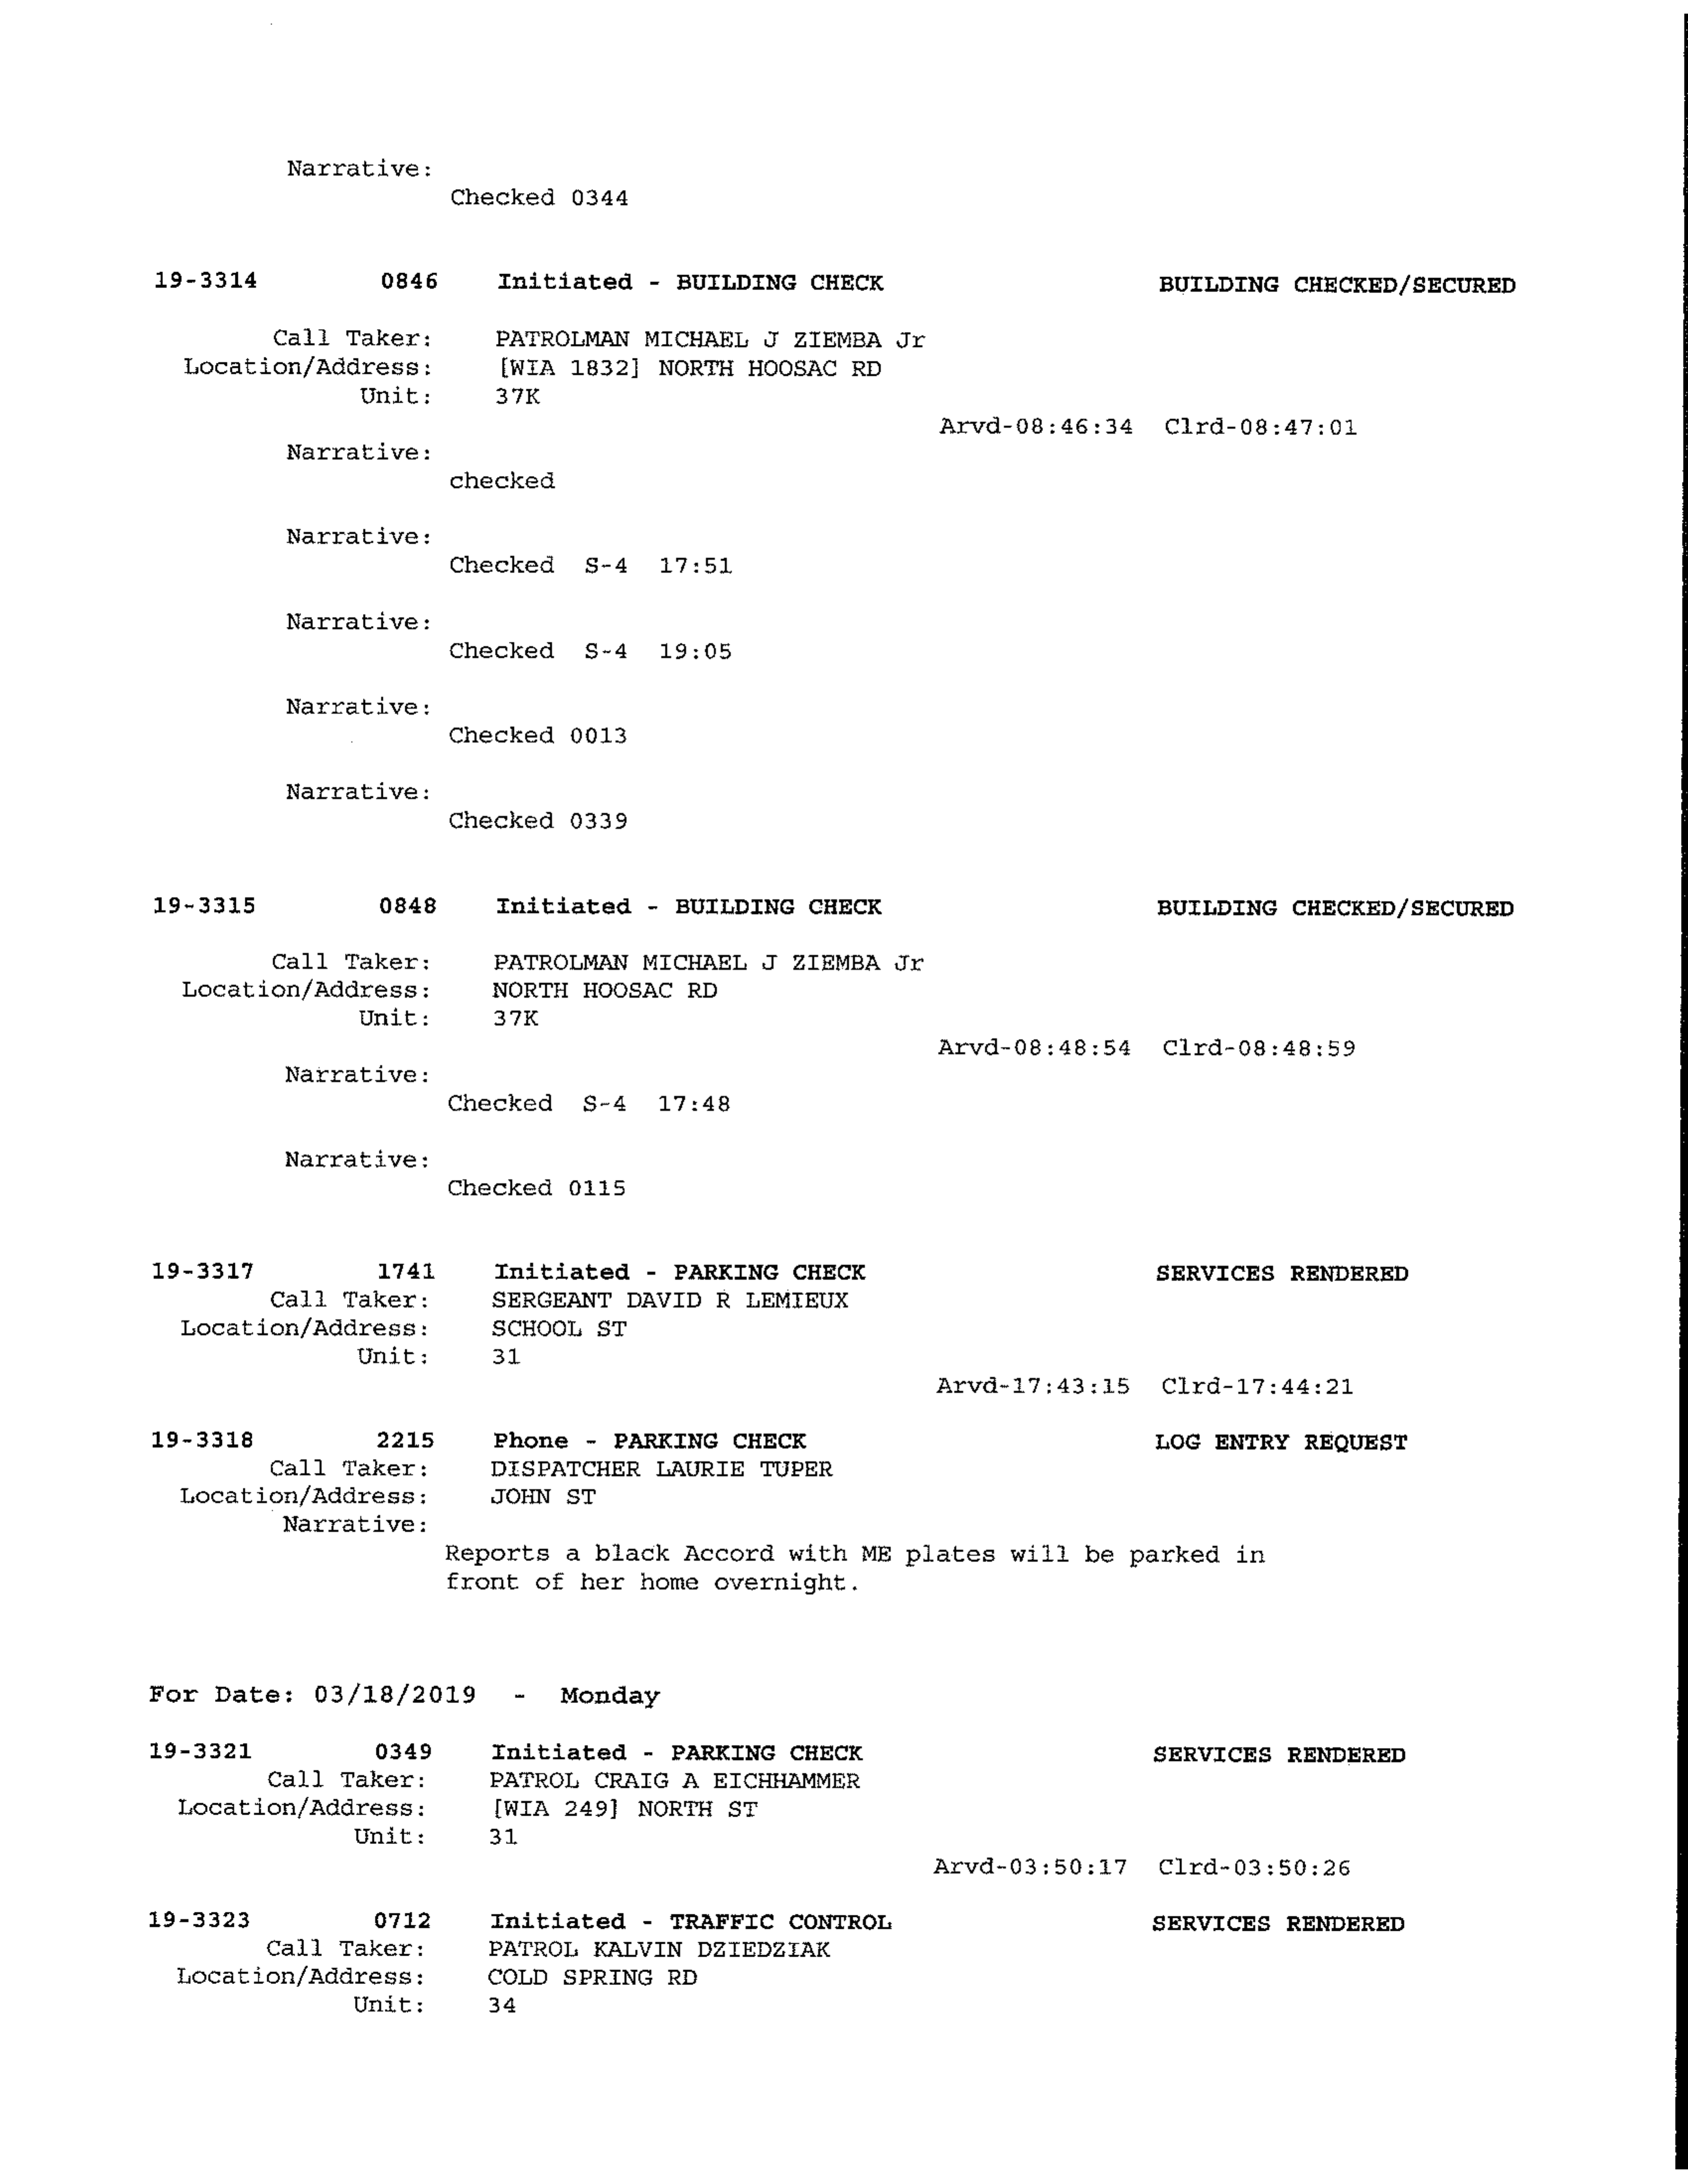 Narrative:
Checked 0344
19-3314 0846 Initiated - BUILDING CHECK BUILDING CHECKED/SECURED
Call Taker: PATROLMAN MICHAEL J ZIEMBA Jr
Location/Address: [WIA 1832] NORTH HOOSAC RD
Unit: 37K
Arvd-08:46:34 Clrd-08:47:01
Narrative:
checked
Narrative:
Checked S-4 17:51
Narrative:
Checked S-4 19:05
Narrative:
Checked 0013
Narrative:
Checked 0339
19-3315 0848 Initiated - BUILDING CHECK BUILDING CHECKED/SECURED
Call Taker: PATROLMAN MICHAEL J ZIEMBA Jr
Location/Address: NORTH HOOSAC RD
Unit: 37K
Arvd-08:48:54 Clrd-08:48:59
Narrative:
Checked S-4 17:48
Narrative:
Checked 0115
19-3317 1741 Initiated - PARKING CHECK SERVICES RENDERED
Call Taker: SERGEANT DAVID R LEMIEUX
Location/Address: SCHOOL ST
Unit: 31
Arvd-17:43:15 Clrd-17:44:21
19-3318 2215 Phone - PARKING CHECK LOG ENTRY REQUEST
Call Taker: DISPATCHER LAURIE TUPER
Location/Address: JOHN ST
Narrative:
Reports a black Accord with ME plates will be parked in
front of her home overnight.
For Date: 03/18/2019 - Monday
19-3321 0349 Initiated - PARKING CHECK SERVICES RENDERED
Call Taker: PATROL CRAIG A EICHHAMMER
Location/Address: [WIA 249] NORTH ST
Unit: 31
Arvd-03:50:17 Clrd-03:50:26
19-3323 0712 Initiated - TRAFFIC CONTROL SERVICES RENDERED
Call Taker: PATROL KALVIN DZIEDZIAK
Location/Address: COLD SPRING RD
Unit: 34